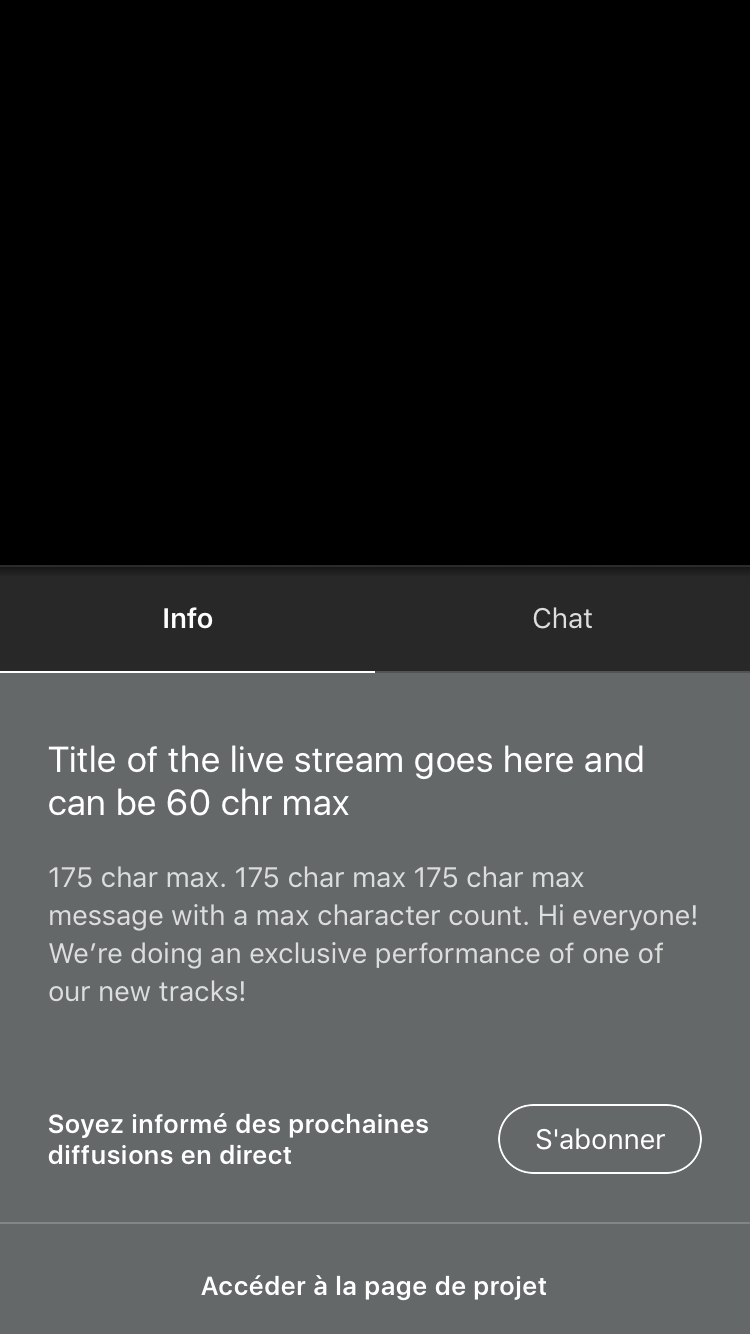 Info
Chat
Title of the live stream goes here and
can be 60 chr max
175 char max. 175 char max 175 char max
message with a max character count. Hi everyone!
We’re doing an exclusive performance of one of
our new tracks!
Soyez informé des prochaines
diffusions en direct
S'abonner
Accéder à la page de projet